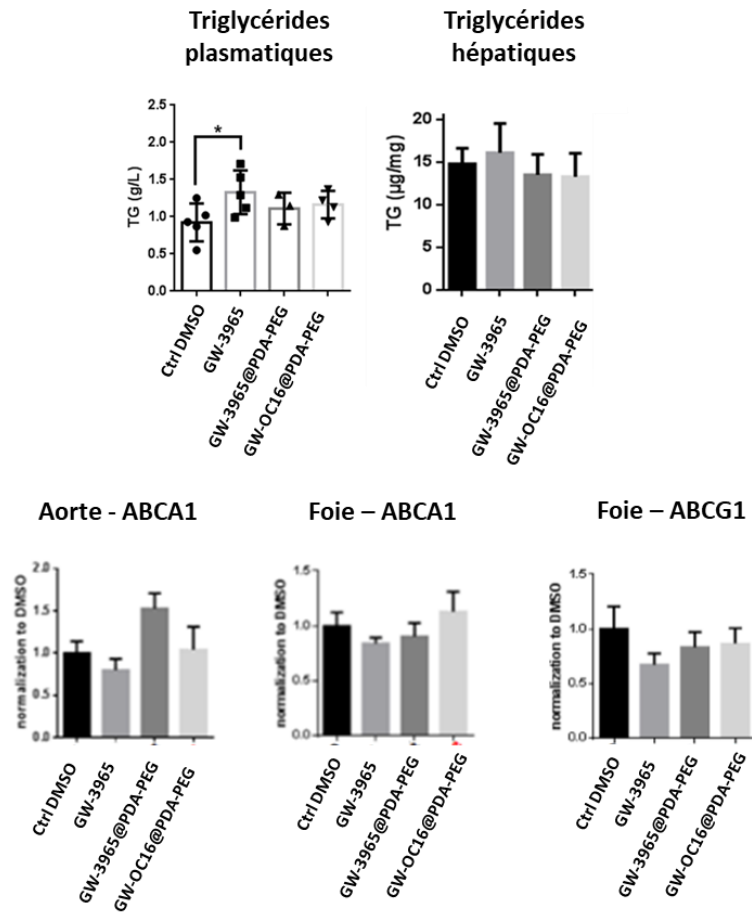 Triglycérides
plasmatiques
Triglycérides
hépatiques
TG (g/L)
2.5
2.0
1.5
1.0
0.5
0.0
*
Ctrl DMSO
GW-3965
GW-3965@PDA-PEG
GW-OC16@PDA-PEG
TG (µg/mg)
20
15
10
5
0
Ctrl DMSO
GW-3965
GW-3965@PDA-PEG
GW-OC16@PDA-PEG
Aorte - ABCA1
Foie – ABCA1
Foie – ABCG1
normalization to DMSO
2.0
1.5
1.0
0.5
0.0
Ctrl DMSO
GW-3965
GW-3965@PDA-PEG
GW-OC16@PDA-PEG
normalization to DMSO
1.5
1.0
0.5
0.0
Ctrl DMSO
GW-3965
GW-3965@PDA-PEG
GW-OC16@PDA-PEG
normalization to DMSO
1.5
1.0
0.5
0.0
Ctrl DMSO
GW-3965
GW-3965@PDA-PEG
GW-OC16@PDA-PEG